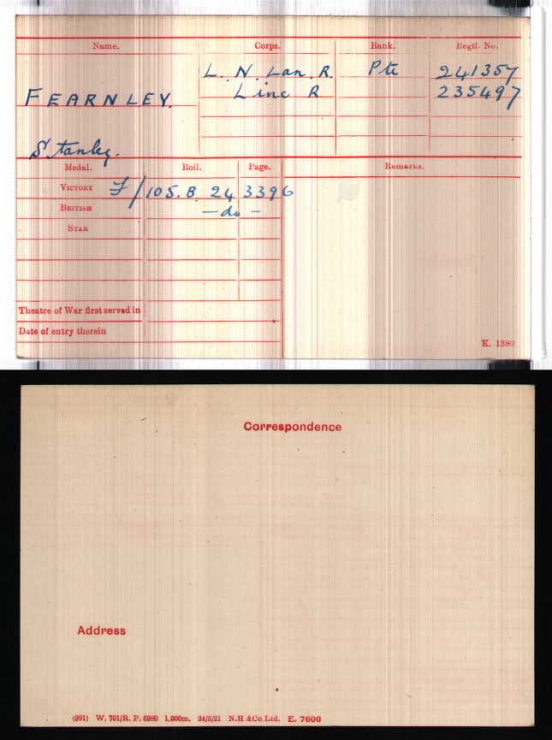 Name. Corps. Rank. Regtl. No.
L. N. Lan. R. Pte 241357
FEARNLEY. Linc R 235497
Stanley.
Medal. Roll. Page. Remarks.
VICTORY I/105.B.24 3396
BRITISH — do —
STAR
Theatre of War first served in
Date of entry therein
K. 1380
Correspondence
Address
(991) W. 761/R. P. 6980 1,000m. 24/5/21 N.H &Co Ltd. E. 7600